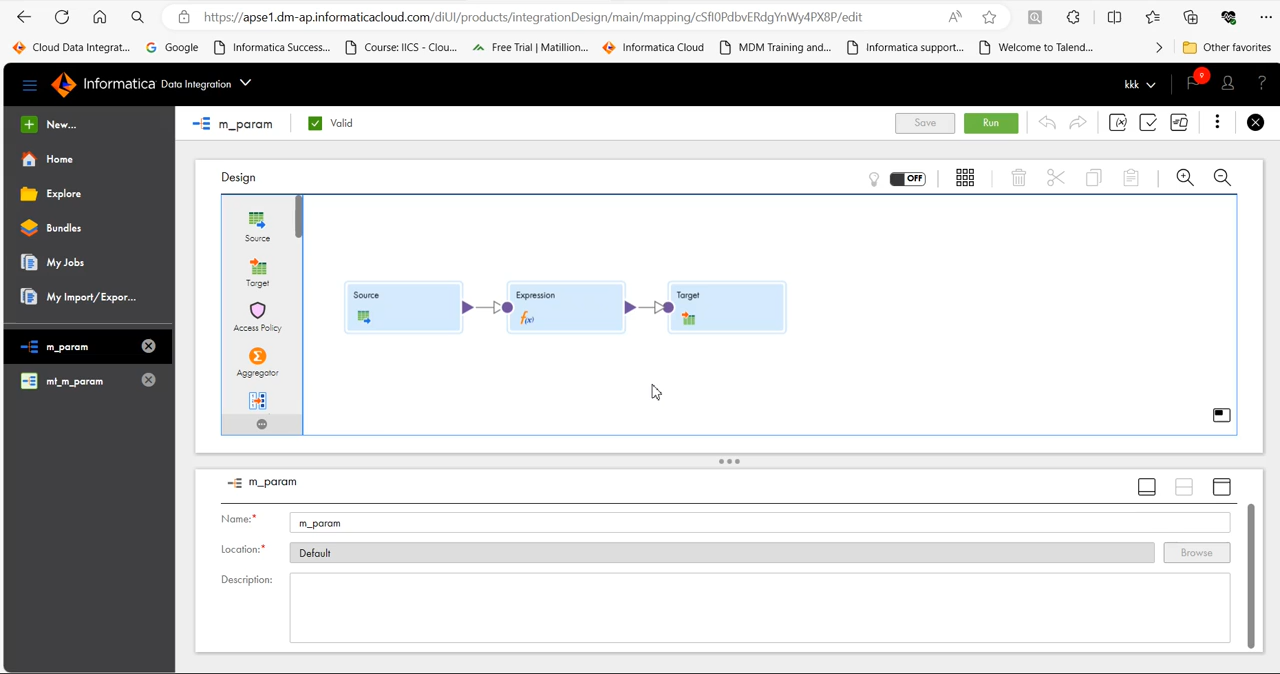 https://apse1.dm-ap.informaticacloud.com/diUI/products/integrationDesign/main/mapping/cSfI0PdbvERdgYnWy4PX8P/edit
Cloud Data Integrat...
Google
Informatica Success...
Course: IICS - Clou...
Free Trial | Matillion...
Informatica Cloud
MDM Training and...
Informatica support...
Welcome to Talend...
Other favorites
Informatica Data Integration
kkk
9
New...
Home
Explore
Bundles
My Jobs
My Import/Expor...
m_param
mt_m_param
m_param
Valid
Save
Run
Design
OFF
Source
Target
Access Policy
Aggregator
Source
Expression
f(x)
Target
m_param
Name:*
m_param
Location:*
Default
Browse
Description: